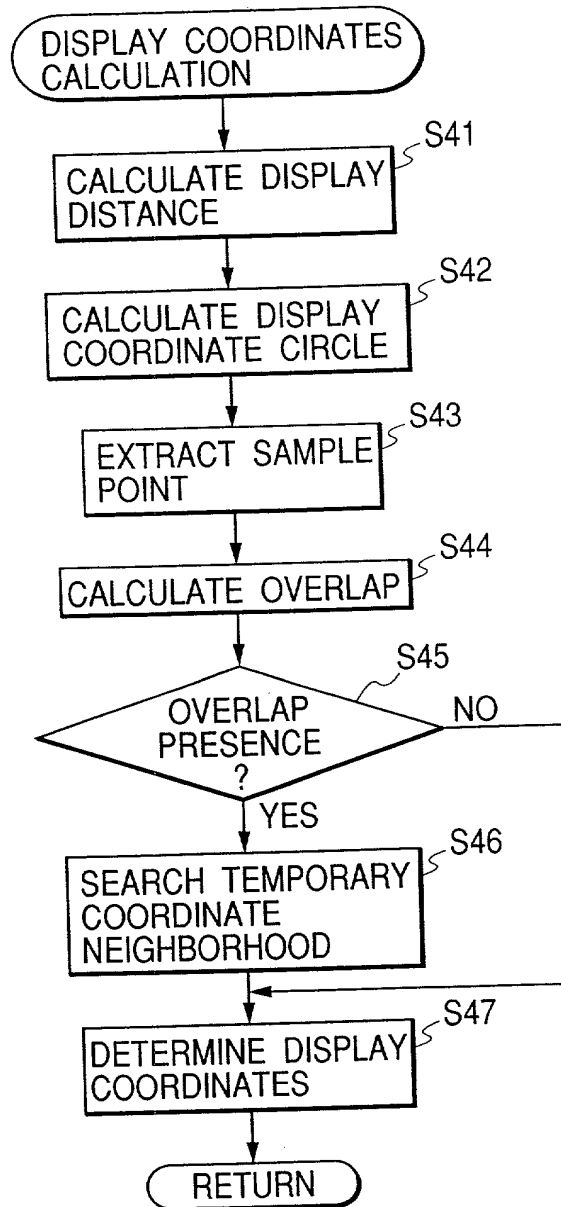 DISPLAY COORDINATES
CALCULATION
S41
CALCULATE DISPLAY
DISTANCE
S42
CALCULATE DISPLAY
COORDINATE CIRCLE
S43
EXTRACT SAMPLE
POINT
S44
CALCULATE OVERLAP
S45
OVERLAP
PRESENCE
?
NO
YES
S46
SEARCH TEMPORARY
COORDINATE
NEIGHBORHOOD
S47
DETERMINE DISPLAY
COORDINATES
RETURN